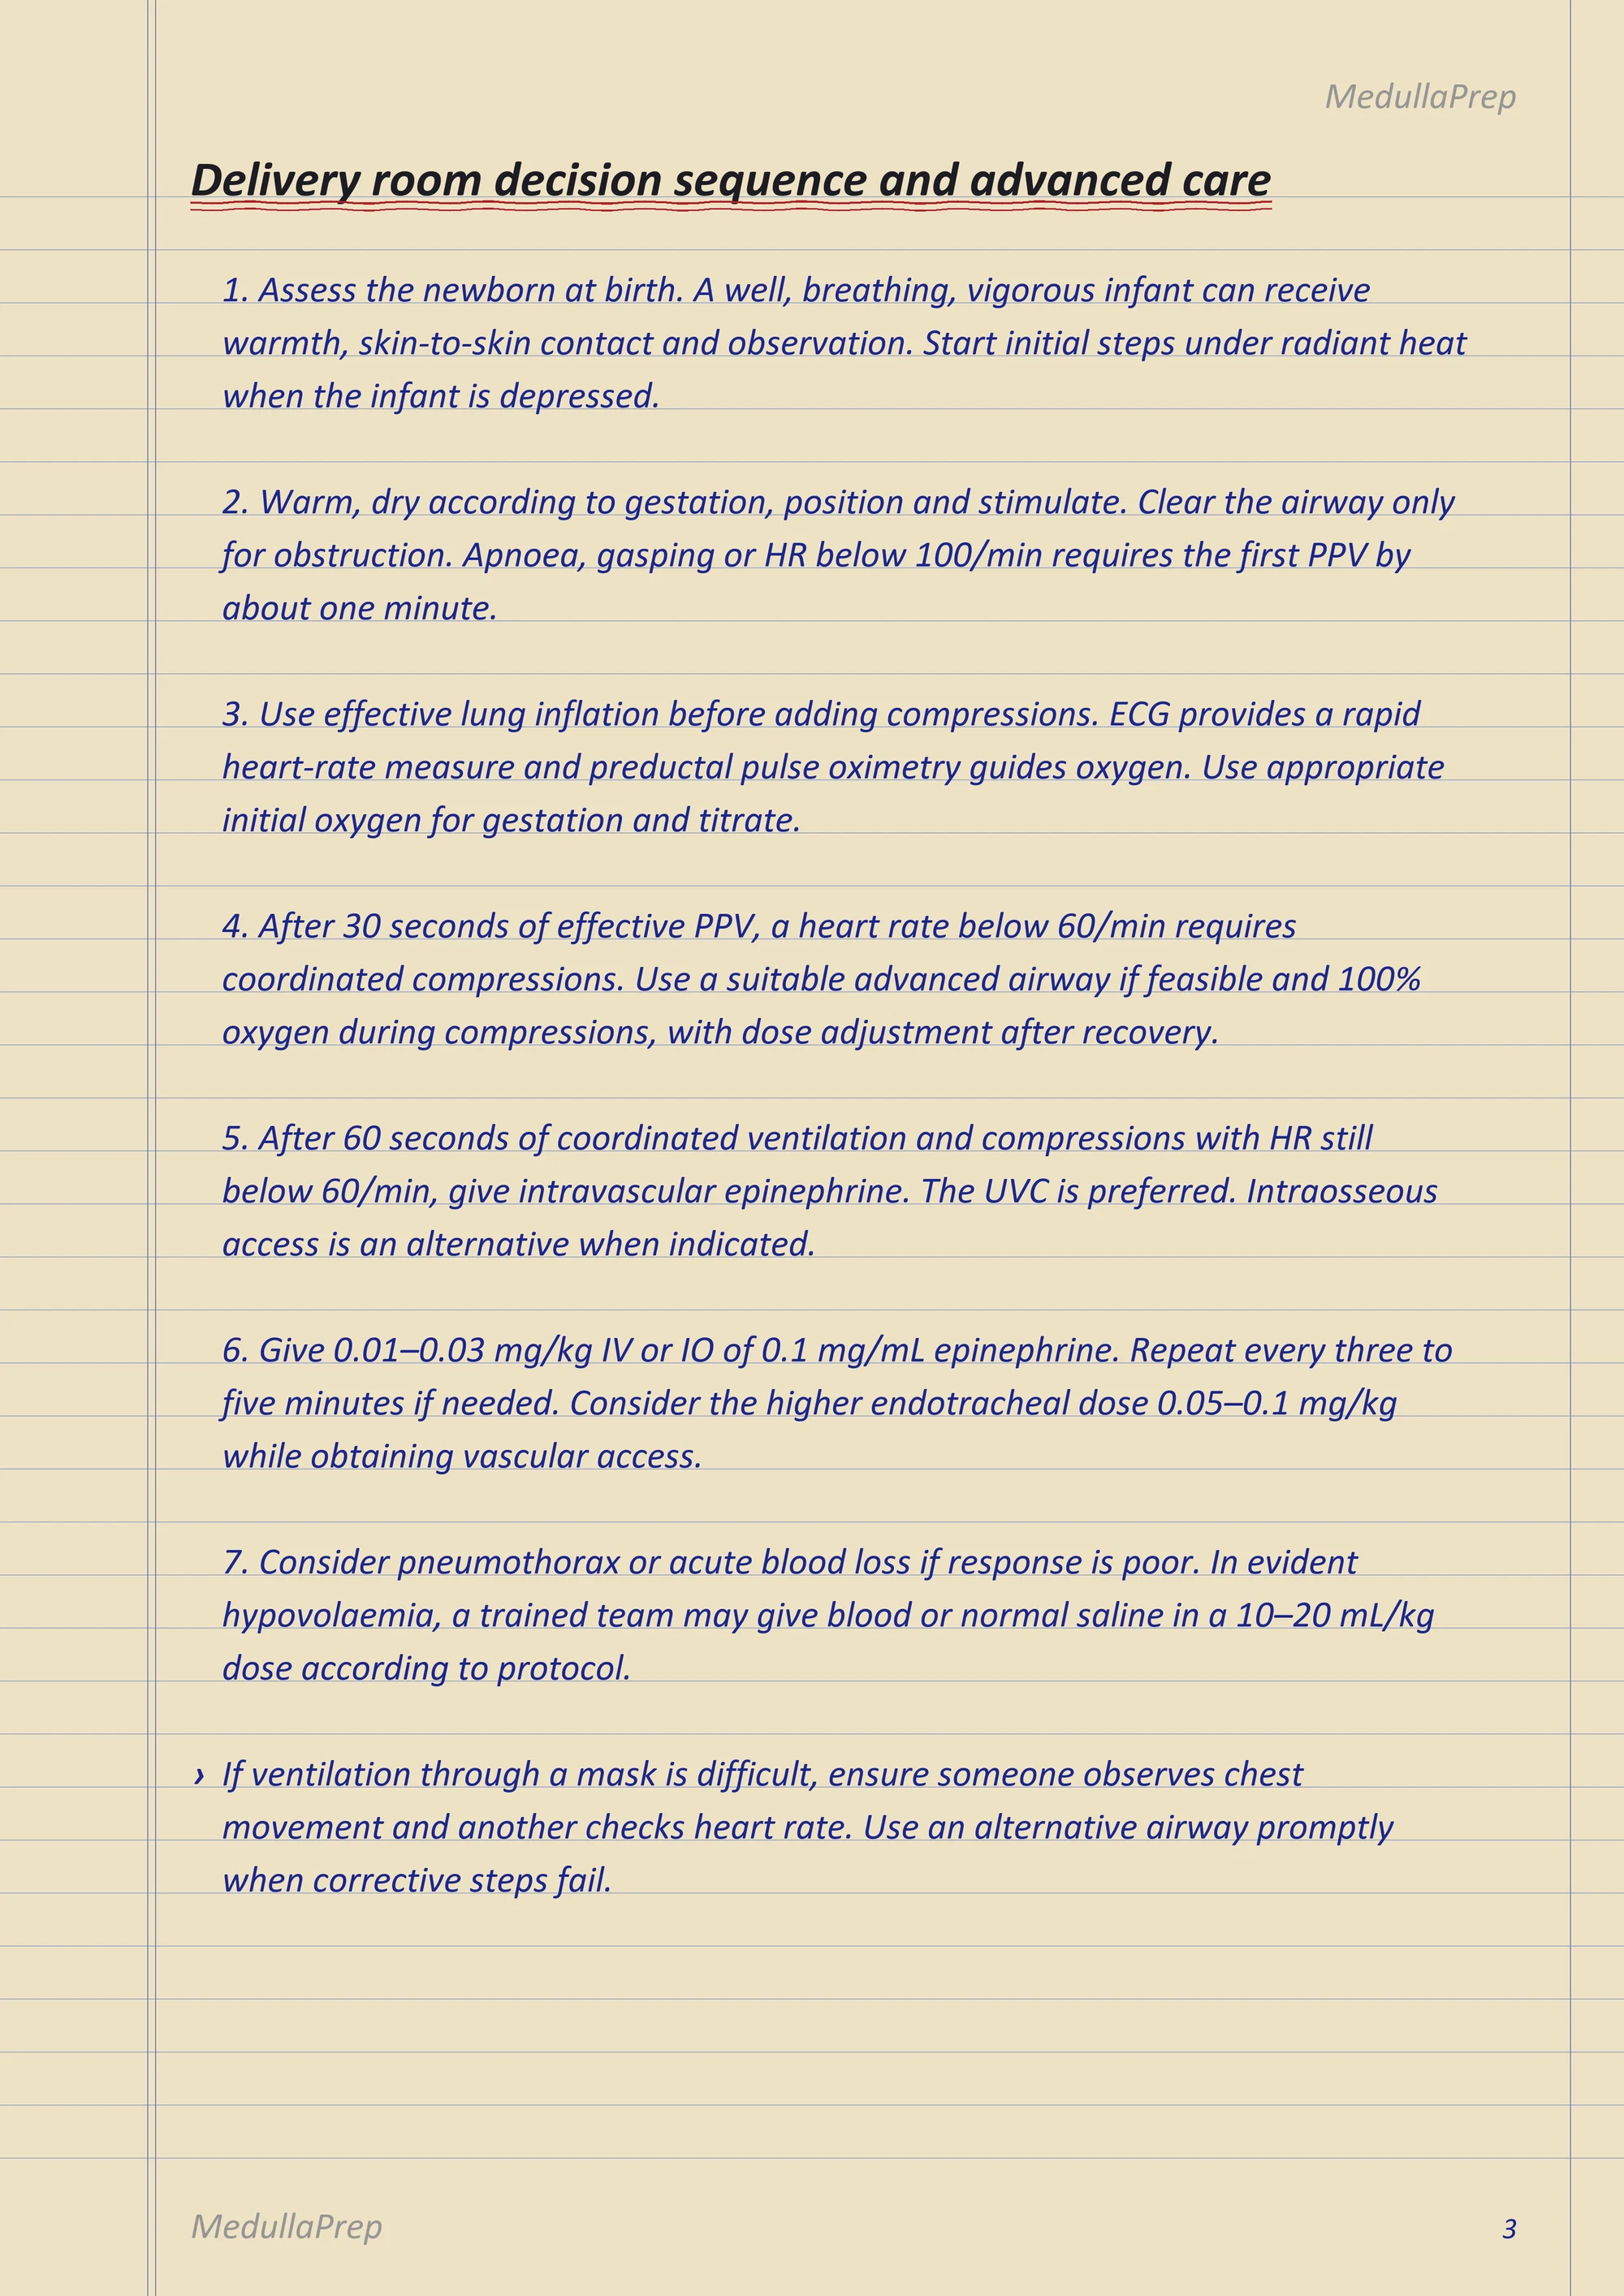 MedullaPrep
Delivery room decision sequence and advanced care
1. Assess the newborn at birth. A well, breathing, vigorous infant can receive
warmth, skin-to-skin contact and observation. Start initial steps under radiant heat
when the infant is depressed.
2. Warm, dry according to gestation, position and stimulate. Clear the airway only
for obstruction. Apnoea, gasping or HR below 100/min requires the first PPV by
about one minute.
3. Use effective lung inflation before adding compressions. ECG provides a rapid
heart-rate measure and preductal pulse oximetry guides oxygen. Use appropriate
initial oxygen for gestation and titrate.
4. After 30 seconds of effective PPV, a heart rate below 60/min requires
coordinated compressions. Use a suitable advanced airway if feasible and 100%
oxygen during compressions, with dose adjustment after recovery.
5. After 60 seconds of coordinated ventilation and compressions with HR still
below 60/min, give intravascular epinephrine. The UVC is preferred. Intraosseous
access is an alternative when indicated.
6. Give 0.01–0.03 mg/kg IV or IO of 0.1 mg/mL epinephrine. Repeat every three to
five minutes if needed. Consider the higher endotracheal dose 0.05–0.1 mg/kg
while obtaining vascular access.
7. Consider pneumothorax or acute blood loss if response is poor. In evident
hypovolaemia, a trained team may give blood or normal saline in a 10–20 mL/kg
dose according to protocol.
› If ventilation through a mask is difficult, ensure someone observes chest
movement and another checks heart rate. Use an alternative airway promptly
when corrective steps fail.
MedullaPrep
3